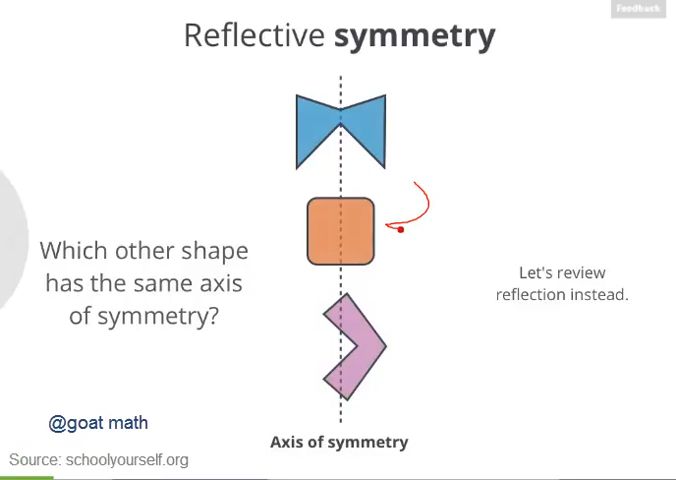 Feedback
Reflective symmetry
Which other shape
has the same axis
of symmetry?
Let's review
reflection instead.
@goat math
Axis of symmetry
Source: schoolyourself.org